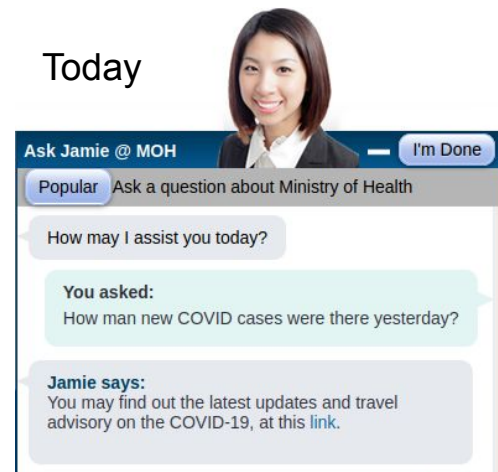 Today
Ask Jamie @ MOH
I'm Done
Popular
Ask a question about Ministry of Health
How may I assist you today?
You asked:
How man new COVID cases were there yesterday?
Jamie says:
You may find out the latest updates and travel
advisory on the COVID-19, at this link.